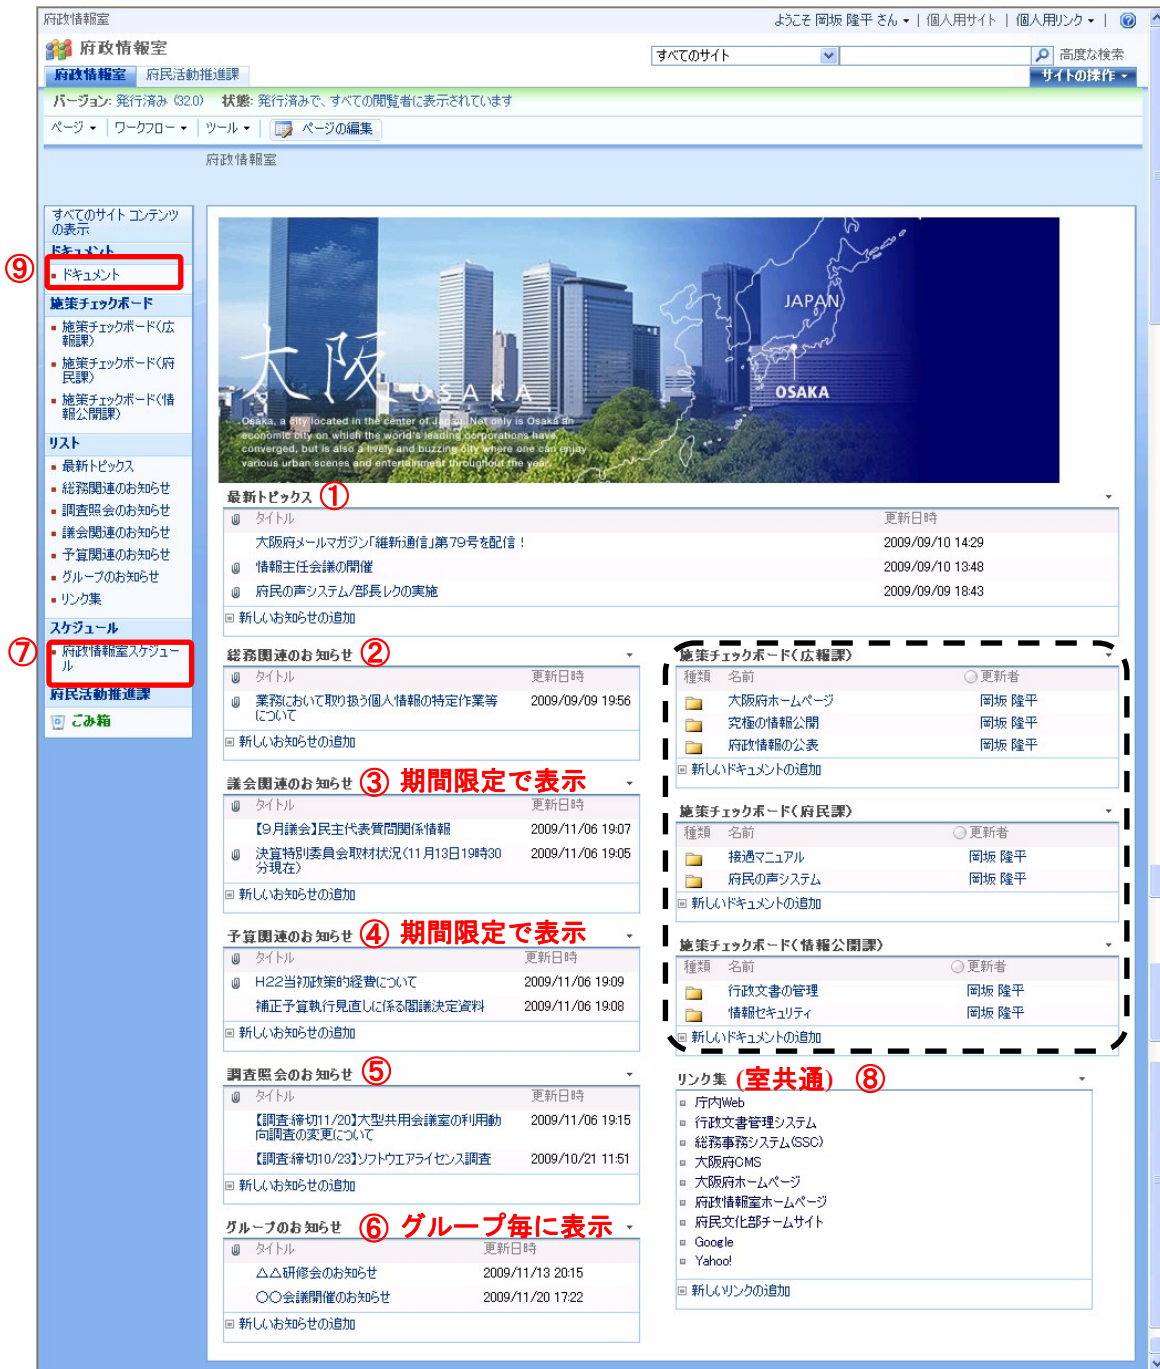 府政情報室
ようこそ 岡坂 隆平 さん | 個人用サイト | 個人用リンク |
府政情報室
すべてのサイト
高度な検索
府政情報室 府民活動推進課
サイトの操作
バージョン: 発行済み (32.0) 状態: 発行済みで、すべての閲覧者に表示されています
ページ ワークフロー ツール ページの編集
府政情報室
すべてのサイト コンテンツ
の表示
ドキュメント
⑨
ドキュメント
施策チェックボード
施策チェックボード(広
報課)
施策チェックボード(府
民課)
施策チェックボード(情
報公開課)
リスト
最新トピックス
総務関連のお知らせ
調査照会のお知らせ
議会関連のお知らせ
予算関連のお知らせ
グループのお知らせ
リンク集
スケジュール
⑦
府政情報室スケジュー
ル
府民活動推進課
ごみ箱
大阪 OSAKA
Osaka, a city located in the center of Japan. Not only is Osaka an
economic city on which the world's leading corporations have
converged, but is also a lively and buzzing city where one can enjoy
various urban scenes and entertainment throughout the year.
JAPAN
OSAKA
最新トピックス ①
タイトル 更新日時
大阪府メールマガジン「維新通信」第79号を配信! 2009/09/10 14:29
情報主任会議の開催 2009/09/10 13:48
府民の声システム/部長レクの実施 2009/09/09 18:43
新しいお知らせの追加
総務関連のお知らせ ②
タイトル 更新日時
業務において取り扱う個人情報の特定作業等
について
2009/09/09 19:56
新しいお知らせの追加
議会関連のお知らせ ③ 期間限定で表示
タイトル 更新日時
【9月議会】民主代表質問関係情報 2009/11/06 19:07
決算特別委員会取材状況(11月13日19時30
分現在)
2009/11/06 19:05
新しいお知らせの追加
予算関連のお知らせ ④ 期間限定で表示
タイトル 更新日時
H22当初政策的経費について 2009/11/06 19:09
補正予算執行見直しに係る閣議決定資料 2009/11/06 19:08
新しいお知らせの追加
調査照会のお知らせ ⑤
タイトル 更新日時
【調査:締切11/20】大型共用会議室の利用動
向調査の変更について
2009/11/06 19:15
【調査:締切10/23】ソフトウエアライセンス調査 2009/10/21 11:51
新しいお知らせの追加
グループのお知らせ ⑥ グループ毎に表示
タイトル 更新日時
△△研修会のお知らせ 2009/11/13 20:15
○○会議開催のお知らせ 2009/11/20 17:22
新しいお知らせの追加
施策チェックボード(広報課)
種類 名前 更新者
大阪府ホームページ 岡坂 隆平
究極の情報公開 岡坂 隆平
府政情報の公表 岡坂 隆平
新しいドキュメントの追加
施策チェックボード(府民課)
種類 名前 更新者
接遇マニュアル 岡坂 隆平
府民の声システム 岡坂 隆平
新しいドキュメントの追加
施策チェックボード(情報公開課)
種類 名前 更新者
行政文書の管理 岡坂 隆平
情報セキュリティ 岡坂 隆平
新しいドキュメントの追加
リンク集 (室共通) ⑧
庁内Web
行政文書管理システム
総務事務システム(SSC)
大阪府CMS
大阪府ホームページ
府政情報室ホームページ
府民文化部チームサイト
Google
Yahoo!
新しいリンクの追加